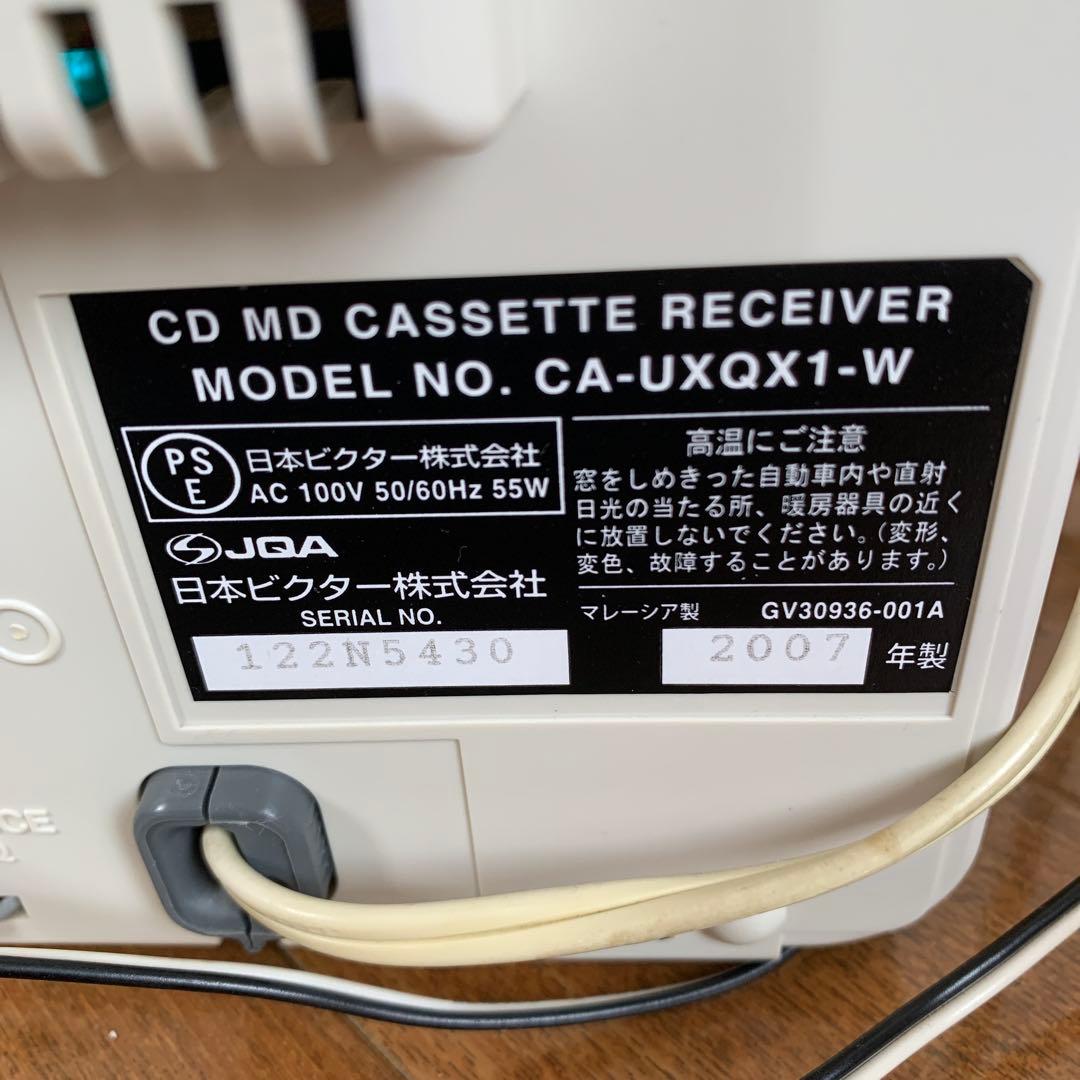 CD MD CASSETTE RECEIVER
MODEL NO. CA-UXQX1-W
PS
E
日本ビクター株式会社
AC 100V 50/60Hz 55W
JQA
日本ビクター株式会社
SERIAL NO.
122N5430
高温にご注意
窓をしめきった自動車内や直射
日光の当たる所、暖房器具の近く
に放置しないでください。(変形、
変色、故障することがあります。)
マレーシア製 GV30936-001A
2007 年製